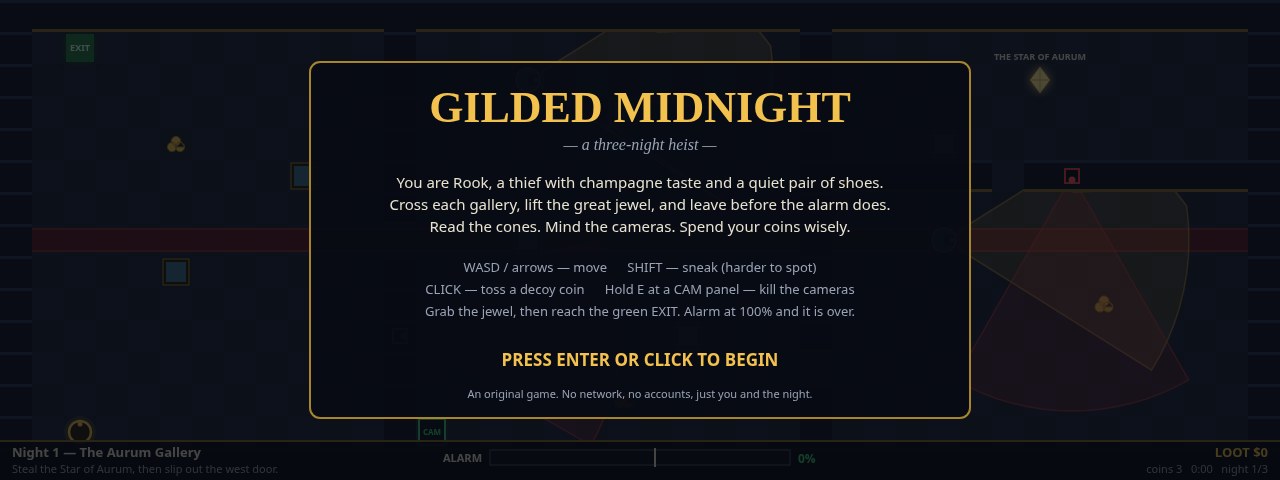 EXIT
THE STAR OF AURUM
GILDED MIDNIGHT
— a three-night heist —
You are Rook, a thief with champagne taste and a quiet pair of shoes.
Cross each gallery, lift the great jewel, and leave before the alarm does.
Read the cones. Mind the cameras. Spend your coins wisely.
WASD / arrows — move SHIFT — sneak (harder to spot)
CLICK — toss a decoy coin Hold E at a CAM panel — kill the cameras
Grab the jewel, then reach the green EXIT. Alarm at 100% and it is over.
PRESS ENTER OR CLICK TO BEGIN
An original game. No network, no accounts, just you and the night.
CAM
Night 1 — The Aurum Gallery
Steal the Star of Aurum, then slip out the west door.
ALARM 0%
LOOT $0
coins 3 0:00 night 1/3